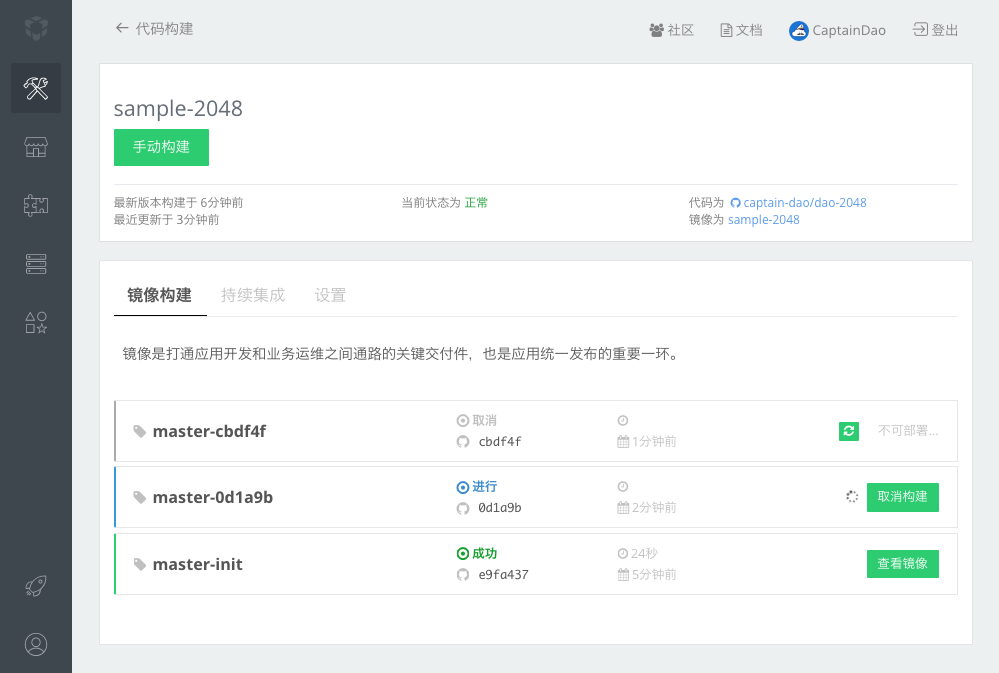 ← 代码构建
社区 文档 CaptainDao 登出
sample-2048
手动构建
最新版本构建于 6分钟前
最近更新于 3分钟前
当前状态为 正常
代码为 captain-dao/dao-2048
镜像为 sample-2048
镜像构建 持续集成 设置
镜像是打通应用开发和业务运维之间通路的关键交付件，也是应用统一发布的重要一环。
master-cbdf4f
取消
cbdf4f
1分钟前
不可部署...
master-0d1a9b
进行
0d1a9b
2分钟前
取消构建
master-init
成功
e9fa437
24秒
5分钟前
查看镜像